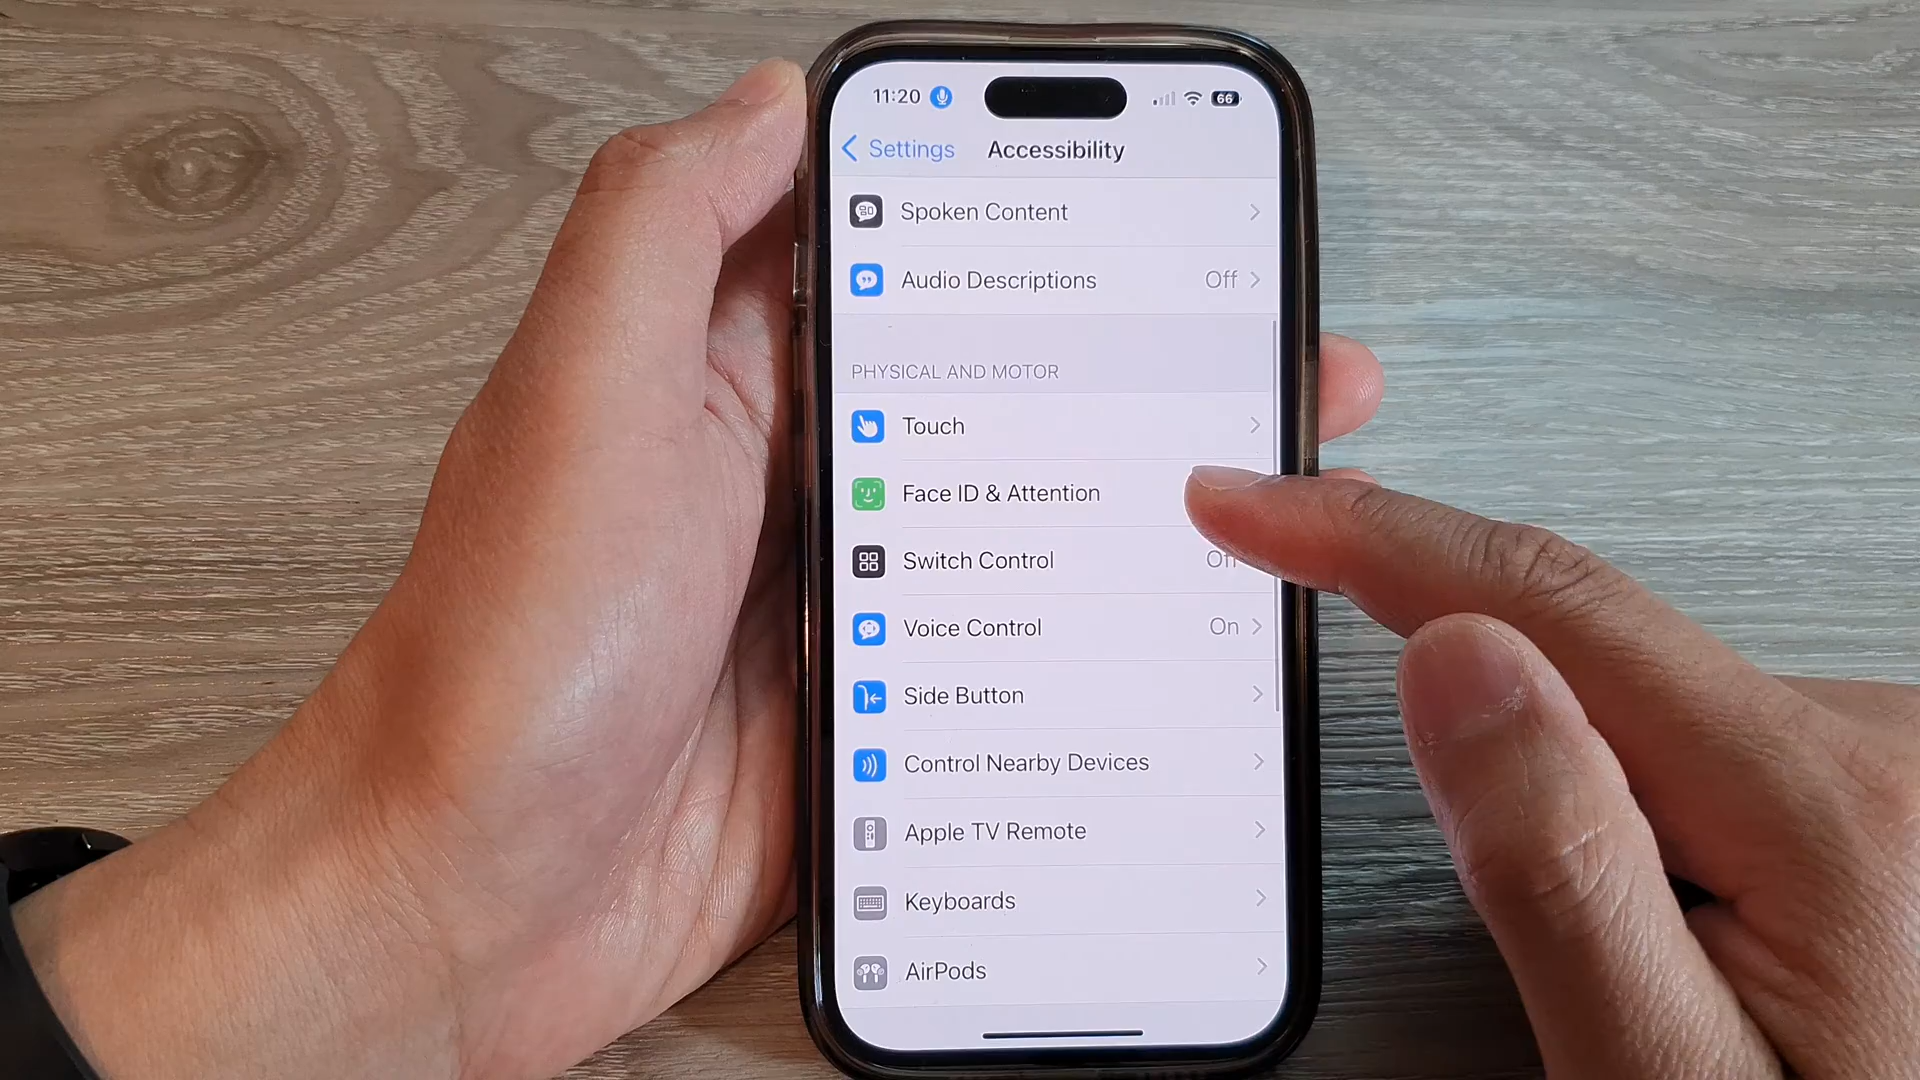 11:20
66
Settings
Accessibility
Spoken Content
Audio Descriptions Off
PHYSICAL AND MOTOR
Touch
Face ID & Attention
Switch Control Off
Voice Control On
Side Button
Control Nearby Devices
Apple TV Remote
Keyboards
AirPods